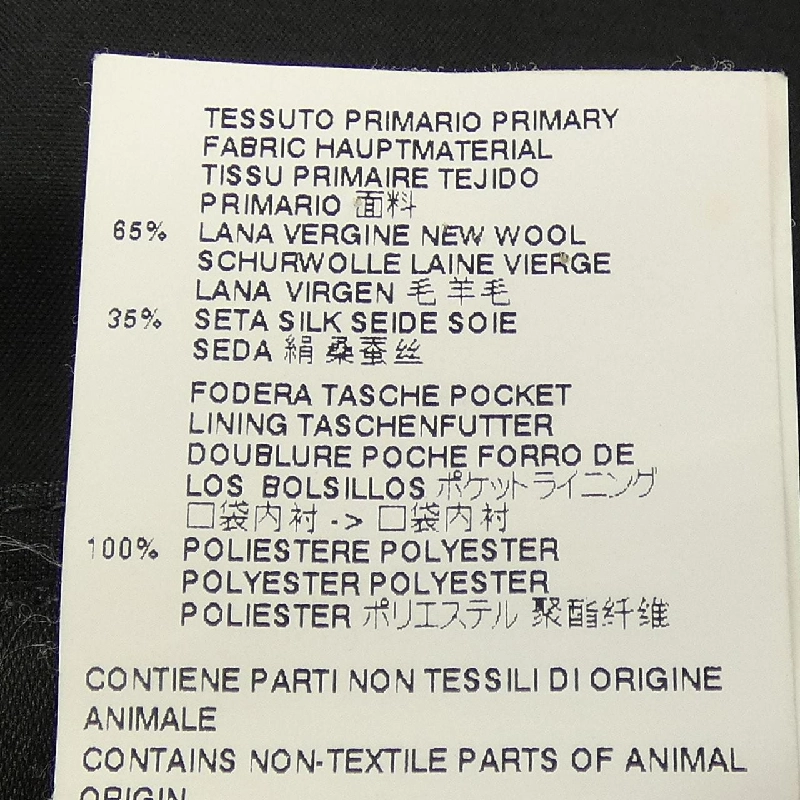 TESSUTO PRIMARIO PRIMARY
FABRIC HAUPTMATERIAL
TISSU PRIMAIRE TEJIDO
PRIMARIO 面料
65% LANA VERGINE NEW WOOL
SCHURWOLLE LAINE VIERGE
LANA VIRGEN 毛 羊毛
35% SETA SILK SEIDE SOIE
SEDA 絹 桑蚕丝
FODERA TASCHE POCKET
LINING TASCHENFUTTER
DOUBLURE POCHE FORRO DE
LOS BOLSILLOS ポケットライニング
口袋内衬 -> 口袋内衬
100% POLIESTERE POLYESTER
POLYESTER POLYESTER
POLIESTER ポリエステル 聚酯纤维
CONTIENE PARTI NON TESSILI DI ORIGINE
ANIMALE
CONTAINS NON-TEXTILE PARTS OF ANIMAL
ORIGIN